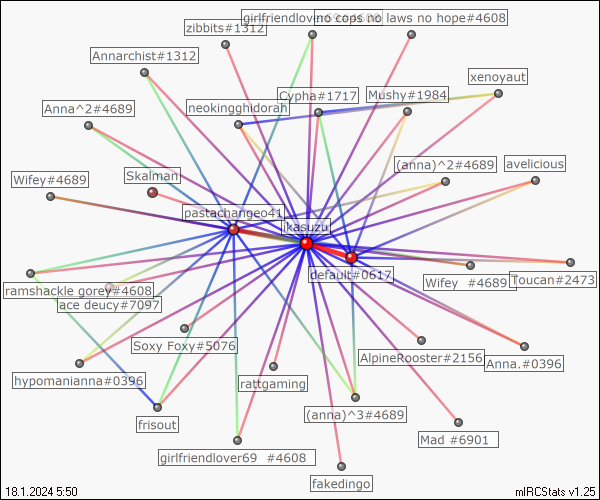 girlfriendlover69#4608
no cops no laws no hope#4608
zibbits#1312
Annarchist#1312
xenoyaut
Cypha#1717
Mushy#1984
neokingghidorah
Anna^2#4689
(anna)^2#4689
avelicious
Skalman
Wifey#4689
pastachangeo41
ikasuzu
default#0617
Wifey #4689
Toucan#2473
ramshackle gorey#4608
ace deucy#7097
Soxy Foxy#5076
AlpineRooster#2156
Anna.#0396
hypomanianna#0396
rattgaming
(anna)^3#4689
frisout
Mad #6901
girlfriendlover69 #4608
fakedingo
18.1.2024 5:50
mIRCStats v1.25